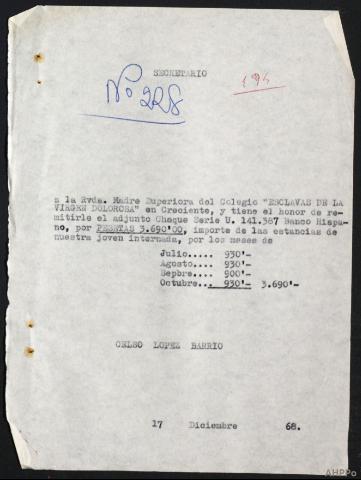 SECRETARIO
Nº 228
194
a la Rvda. Madre Superiora del Colegio "ESCLAVAS DE LA
VIRGEN DOLOROSA" en Creciente, y tiene el honor de re-
mitirle el adjunto Cheque Serie U. 141.387 Banco Hispa-
no, por PESETAS 3.690'00, importe de las estancias de
nuestra joven internada, por los meses de
Julio..... 930'-
Agosto.... 930'-
Sepbre.... 900'-
Octubre... 930'- 3.690'-
CELSO LOPEZ BARRIO
17 Diciembre 68.
AHPPo